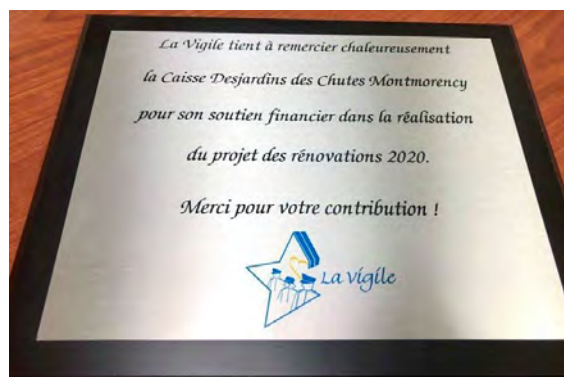 La Vigile tient à remercier chaleureusement
la Caisse Desjardins des Chutes Montmorency
pour son soutien financier dans la réalisation
du projet des rénovations 2020.
Merci pour votre contribution !
La vigile